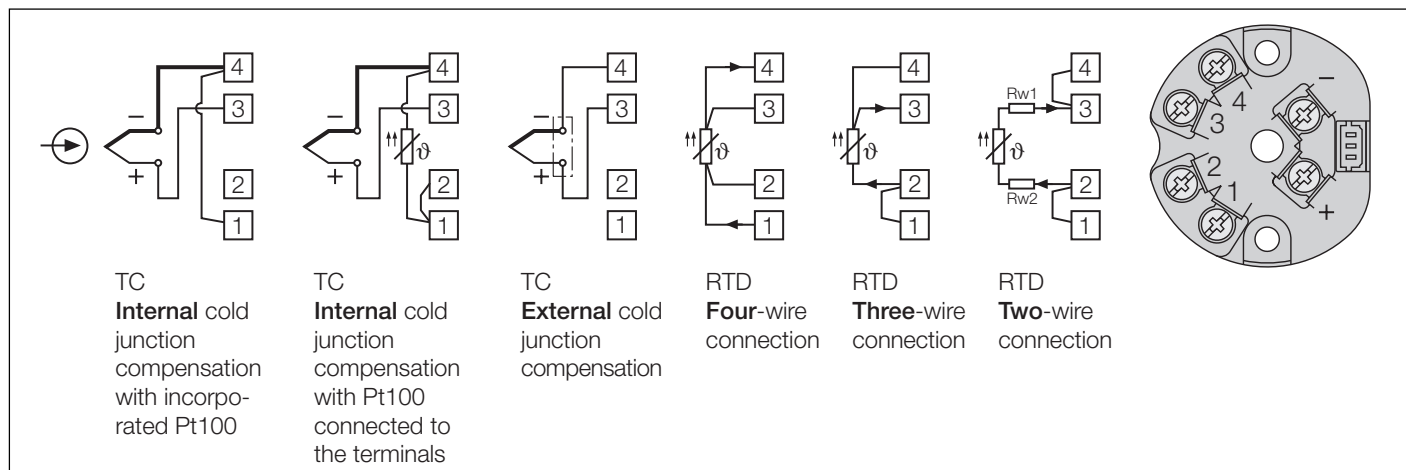 4
3
2
1
−
+
ϑ
TC
Internal cold
junction
compensation
with incorpo-
rated Pt100
4
3
2
1
−
+
ϑ
TC
Internal cold
junction
compensation
with Pt100
connected to
the terminals
4
3
2
1
−
+
TC
External cold
junction
compensation
4
3
2
1
ϑ
RTD
Four-wire
connection
4
3
2
1
ϑ
RTD
Three-wire
connection
4
3
2
1
Rw1
ϑ
Rw2
RTD
Two-wire
connection
4
3
2
1
−
+